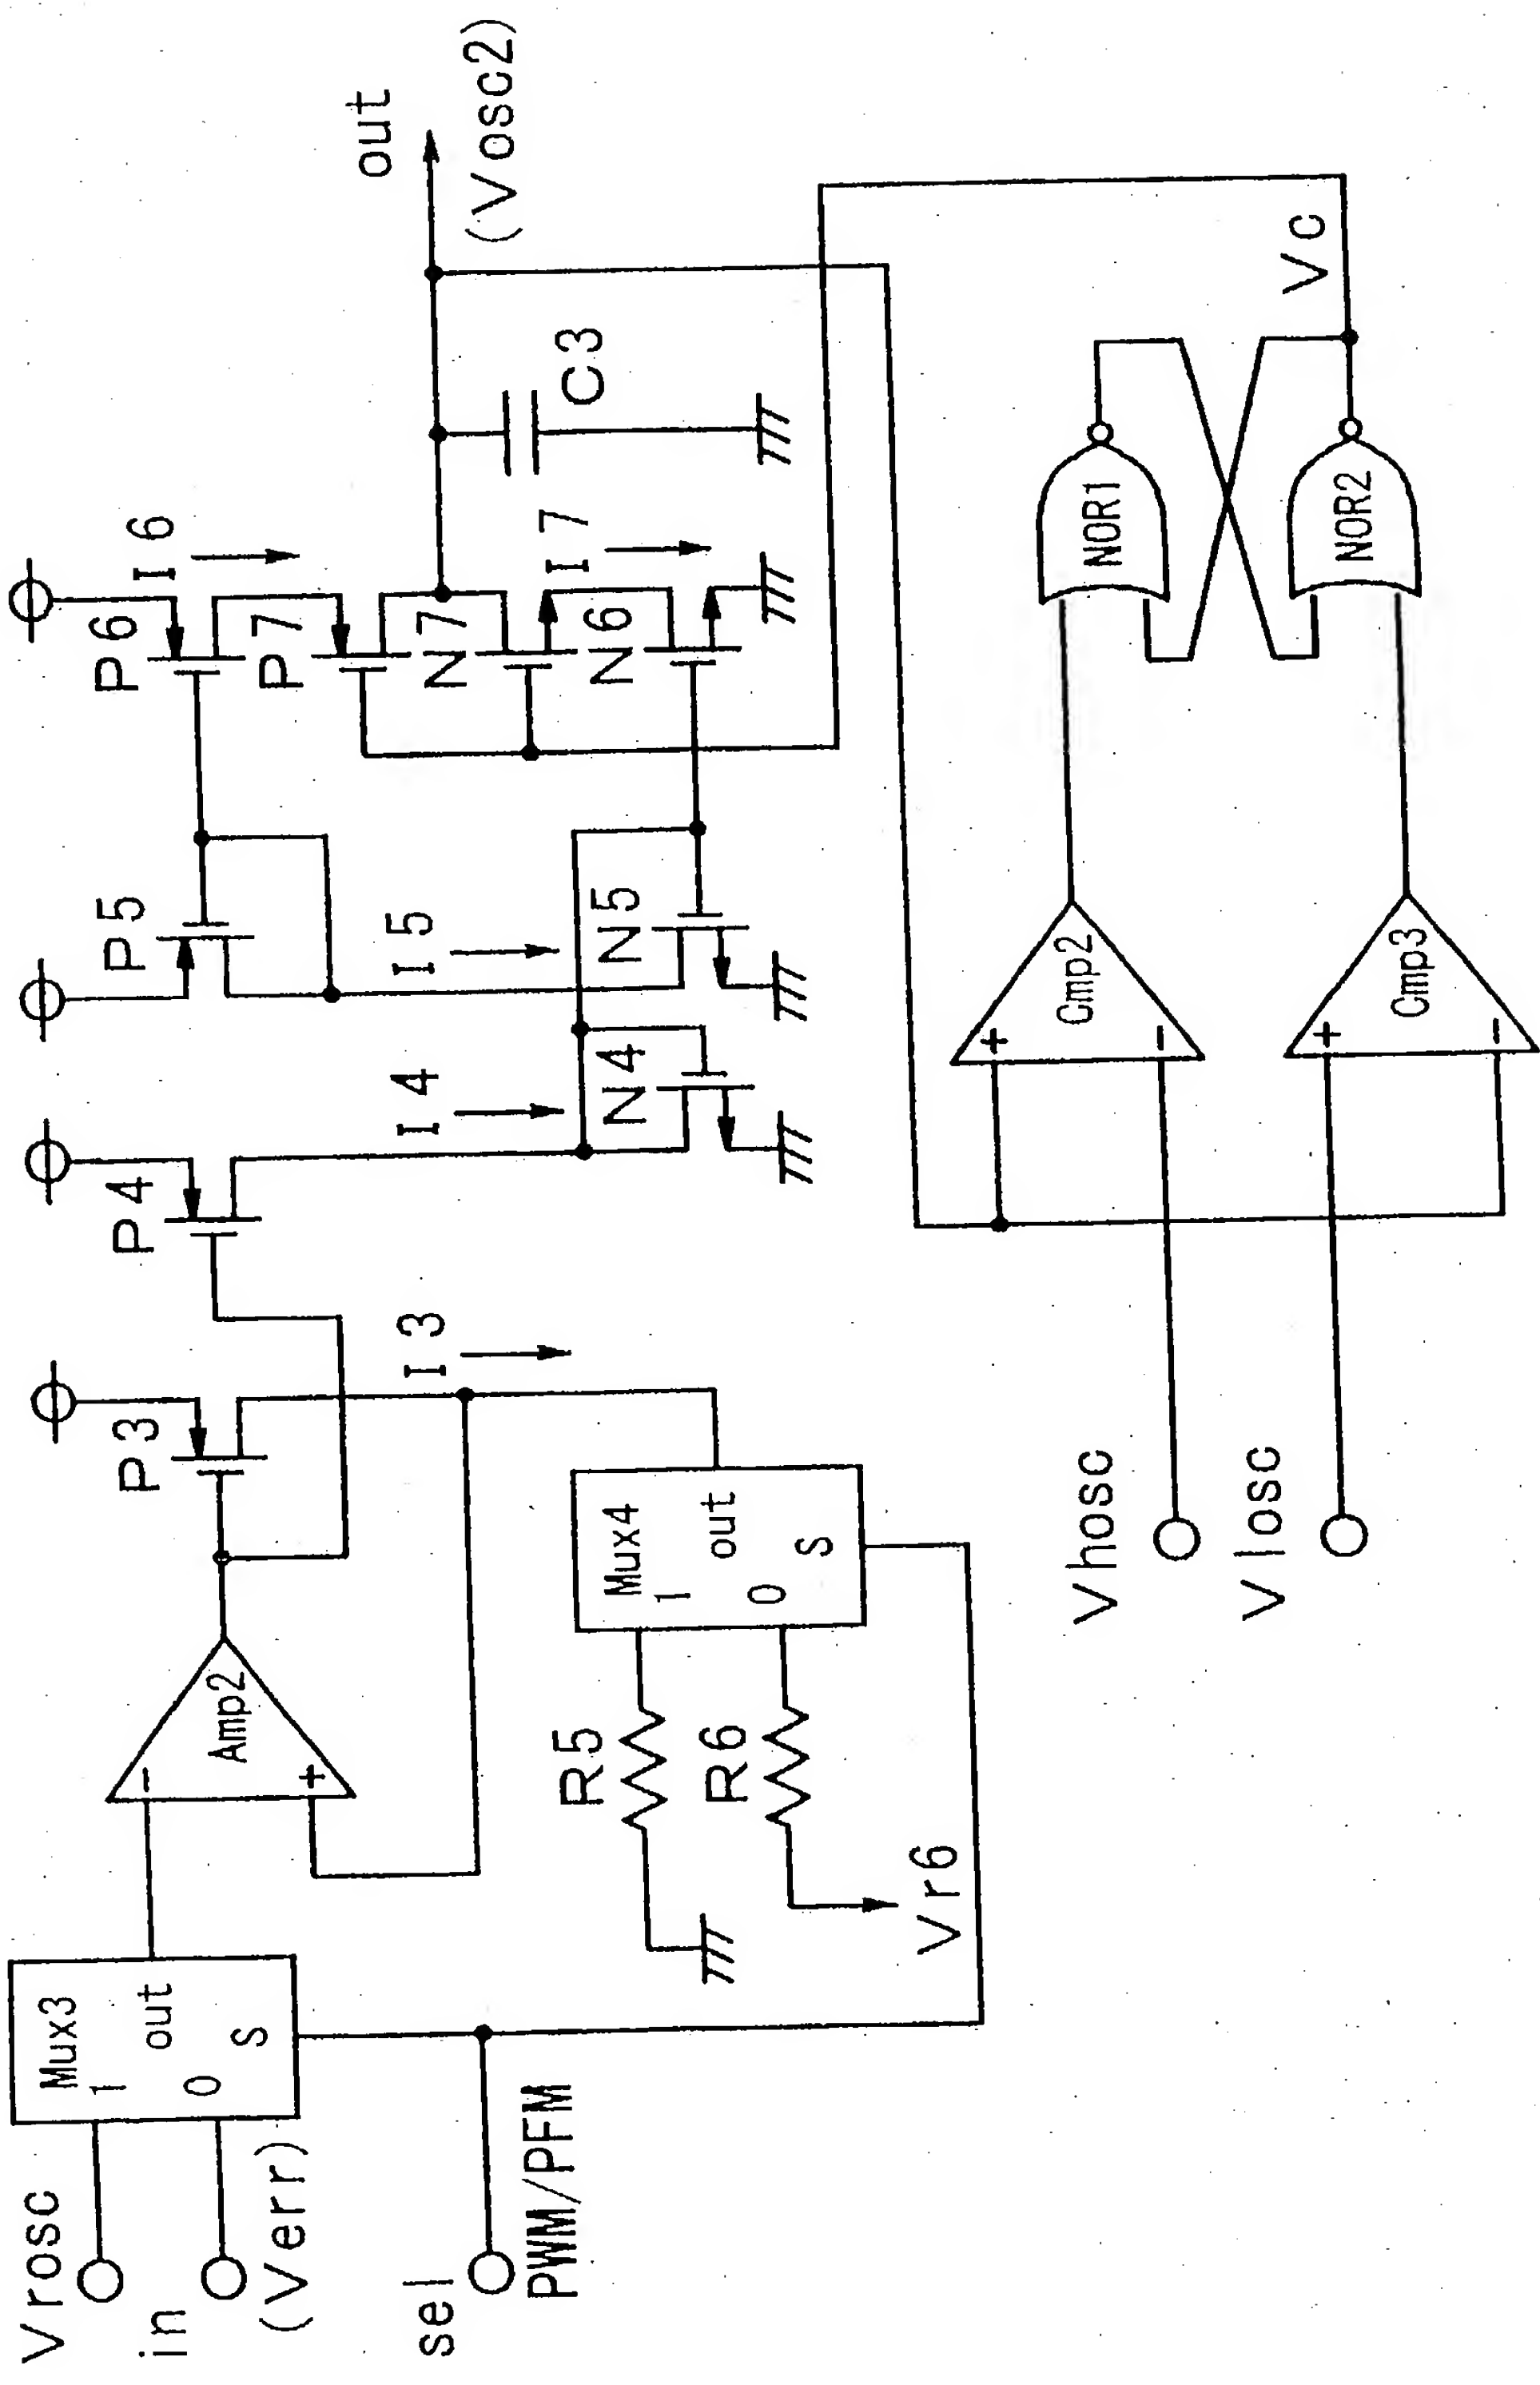 Vrosc
in
(Verr)
sel
PWM/PFM
Mux3
1
out
0
S
Amp2
-
+
P3
I3
R5
R6
Vr6
Mux4
1
out
0
S
P4
I4
N4
P5
I5
N5
P6
I6
P7
N7
I7
N6
C3
out
(Vosc2)
Vhosc
Vlosc
+
Cmp2
-
+
Cmp3
-
NOR1
NOR2
Vc